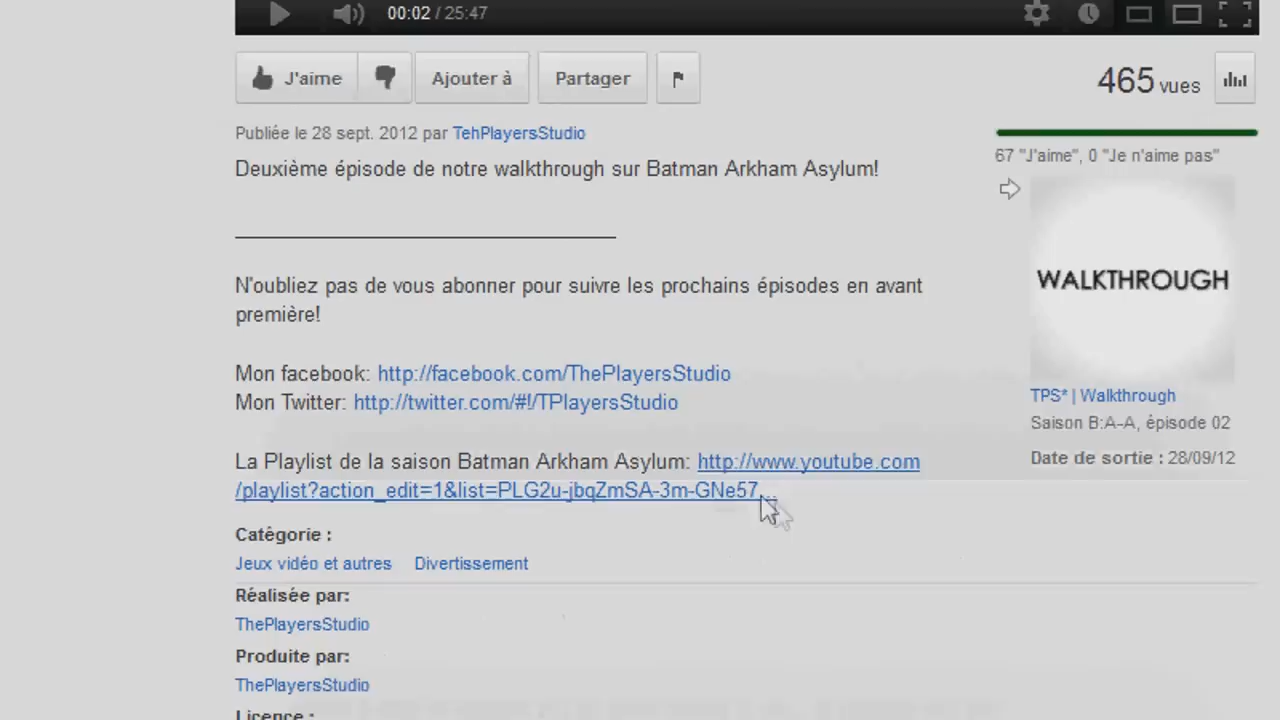 00:02 / 25:47
J'aime
Ajouter à
Partager
465 vues
Publiée le 28 sept. 2012 par TehPlayersStudio
67 "J'aime", 0 "Je n'aime pas"
Deuxième épisode de notre walkthrough sur Batman Arkham Asylum!
WALKTHROUGH
TPS* | Walkthrough
Saison B:A-A, épisode 02
Date de sortie : 28/09/12
N'oubliez pas de vous abonner pour suivre les prochains épisodes en avant
première!
Mon facebook: http://facebook.com/ThePlayersStudio
Mon Twitter: http://twitter.com/#!/TPlayersStudio
La Playlist de la saison Batman Arkham Asylum: http://www.youtube.com
/playlist?action_edit=1&list=PLG2u-jbqZmSA-3m-GNe57...
Catégorie :
Jeux vidéo et autres Divertissement
Réalisée par:
ThePlayersStudio
Produite par:
ThePlayersStudio
Licence :